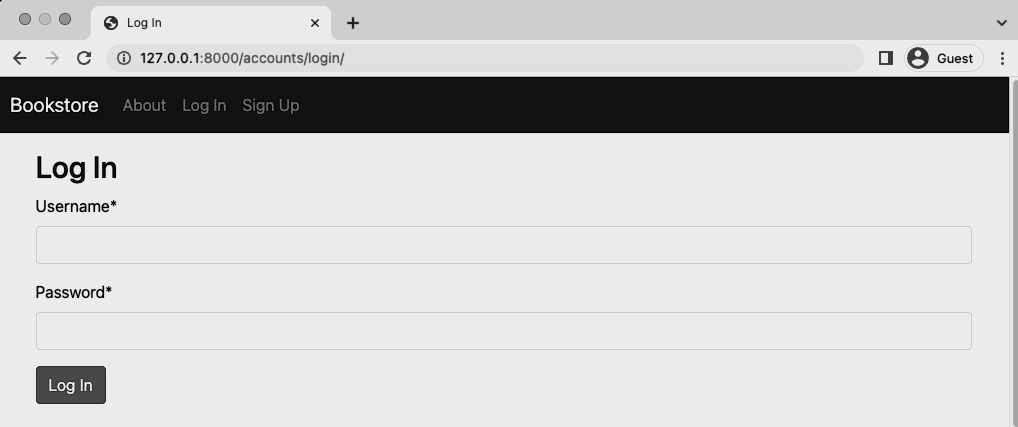 Log In
127.0.0.1:8000/accounts/login/
Guest
Bookstore About Log In Sign Up
Log In
Username*
Password*
Log In